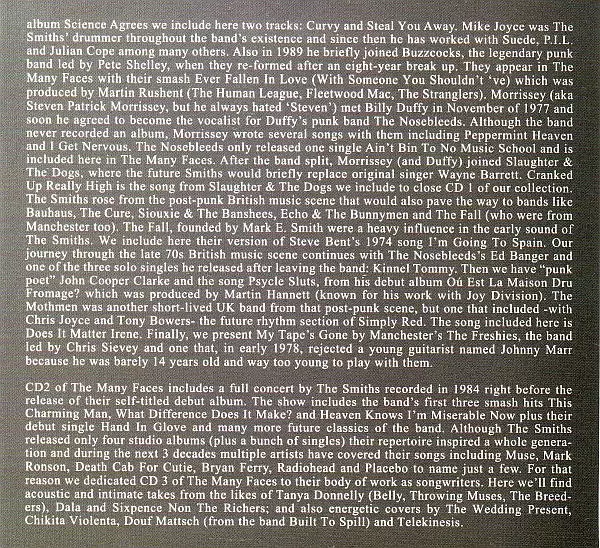 album Science Agrees we include here two tracks: Curvy and Steal You Away. Mike Joyce was The
Smiths' drummer throughout the band's existence and since then he has worked with Suede, P.I.L.
and Julian Cope among many others. Also in 1989 he briefly joined Buzzcocks, the legendary punk
band led by Pete Shelley, when they re-formed after an eight-year break up. They appear in The
Many Faces with their smash Ever Fallen In Love (With Someone You Shouldn't 've) which was
produced by Martin Rushent (The Human League, Fleetwood Mac, The Stranglers). Morrissey (aka
Steven Patrick Morrissey, but he always hated 'Steven') met Billy Duffy in November of 1977 and
soon he agreed to become the vocalist for Duffy's punk band The Nosebleeds. Although the band
never recorded an album, Morrissey wrote several songs with them including Peppermint Heaven
and I Get Nervous. The Nosebleeds only released one single Ain't Bin To No Music School and is
included here in The Many Faces. After the band split, Morrissey (and Duffy) joined Slaughter &
The Dogs, where the future Smiths would briefly replace original singer Wayne Barrett. Cranked
Up Really High is the song from Slaughter & The Dogs we include to close CD 1 of our collection.
The Smiths rose from the post-punk British music scene that would also pave the way to bands like
Bauhaus, The Cure, Siouxie & The Banshees, Echo & The Bunnymen and The Fall (who were from
Manchester too). The Fall, founded by Mark E. Smith were a heavy influence in the early sound of
The Smiths. We include here their version of Steve Bent's 1974 song I'm Going To Spain. Our
journey through the late 70s British music scene continues with The Nosebleeds's Ed Banger and
one of the three solo singles he released after leaving the band: Kinnel Tommy. Then we have "punk
poet" John Cooper Clarke and the song Psycle Sluts, from his debut album Oú Est La Maison Dru
Fromage? which was produced by Martin Hannett (known for his work with Joy Division). The
Mothmen was another short-lived UK band from that post-punk scene, but one that included -with
Chris Joyce and Tony Bowers- the future rhythm section of Simply Red. The song included here is
Does It Matter Irene. Finally, we present My Tape's Gone by Manchester's The Freshies, the band
led by Chris Sievey and one that, in early 1978, rejected a young guitarist named Johnny Marr
because he was barely 14 years old and way too young to play with them.
CD2 of The Many Faces includes a full concert by The Smiths recorded in 1984 right before the
release of their self-titled debut album. The show includes the band's first three smash hits This
Charming Man, What Difference Does It Make? and Heaven Knows I'm Miserable Now plus their
debut single Hand In Glove and many more future classics of the band. Although The Smiths
released only four studio albums (plus a bunch of singles) their repertoire inspired a whole genera-
tion and during the next 3 decades multiple artists have covered their songs including Muse, Mark
Ronson, Death Cab For Cutie, Bryan Ferry, Radiohead and Placebo to name just a few. For that
reason we dedicated CD 3 of The Many Faces to their body of work as songwriters. Here we'll find
acoustic and intimate takes from the likes of Tanya Donnelly (Belly, Throwing Muses, The Breed-
ers), Dala and Sixpence Non The Richers; and also energetic covers by The Wedding Present,
Chikita Violenta, Douf Mattsch (from the band Built To Spill) and Telekinesis.